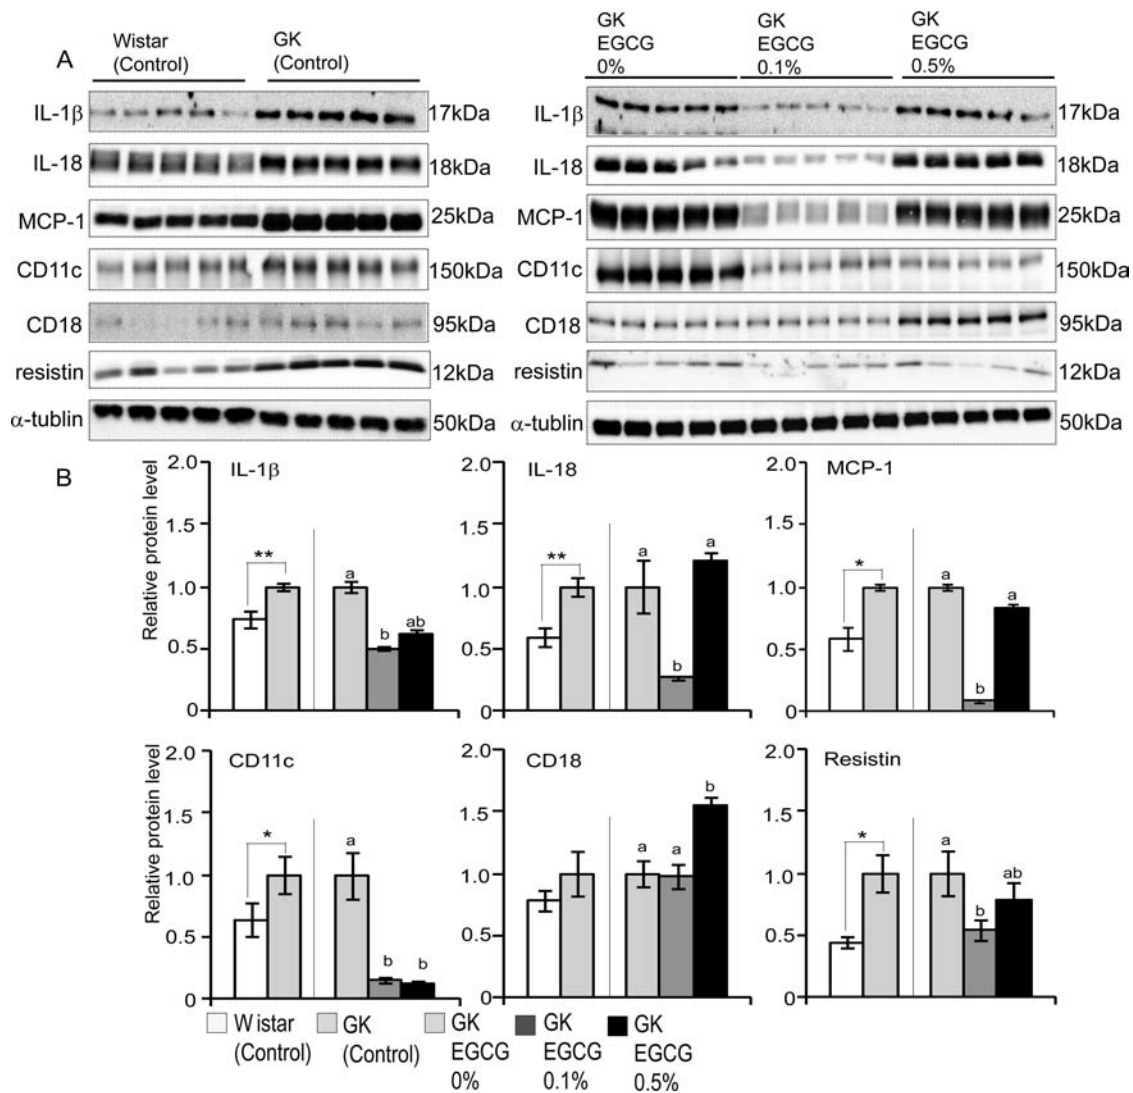 A
Wistar
(Control)
GK
(Control)
IL-1β 17kDa
IL-18 18kDa
MCP-1 25kDa
CD11c 150kDa
CD18 95kDa
resistin 12kDa
α-tublin 50kDa
GK
EGCG
0%
GK
EGCG
0.1%
GK
EGCG
0.5%
IL-1β 17kDa
IL-18 18kDa
MCP-1 25kDa
CD11c 150kDa
CD18 95kDa
resistin 12kDa
α-tublin 50kDa
B
Relative protein level
IL-1β
2.0
1.5
1.0
0.5
0
**
a
b
ab
IL-18
2.0
1.5
1.0
0.5
0
**
a
b
a
MCP-1
2.0
1.5
1.0
0.5
0
*
a
b
a
Relative protein level
CD11c
2.0
1.5
1.0
0.5
0
*
a
b
b
CD18
2.0
1.5
1.0
0.5
0
a
a
b
Resistin
2.0
1.5
1.0
0.5
0
*
a
b
ab
Wistar
(Control)
GK
(Control)
GK
EGCG
0%
GK
EGCG
0.1%
GK
EGCG
0.5%